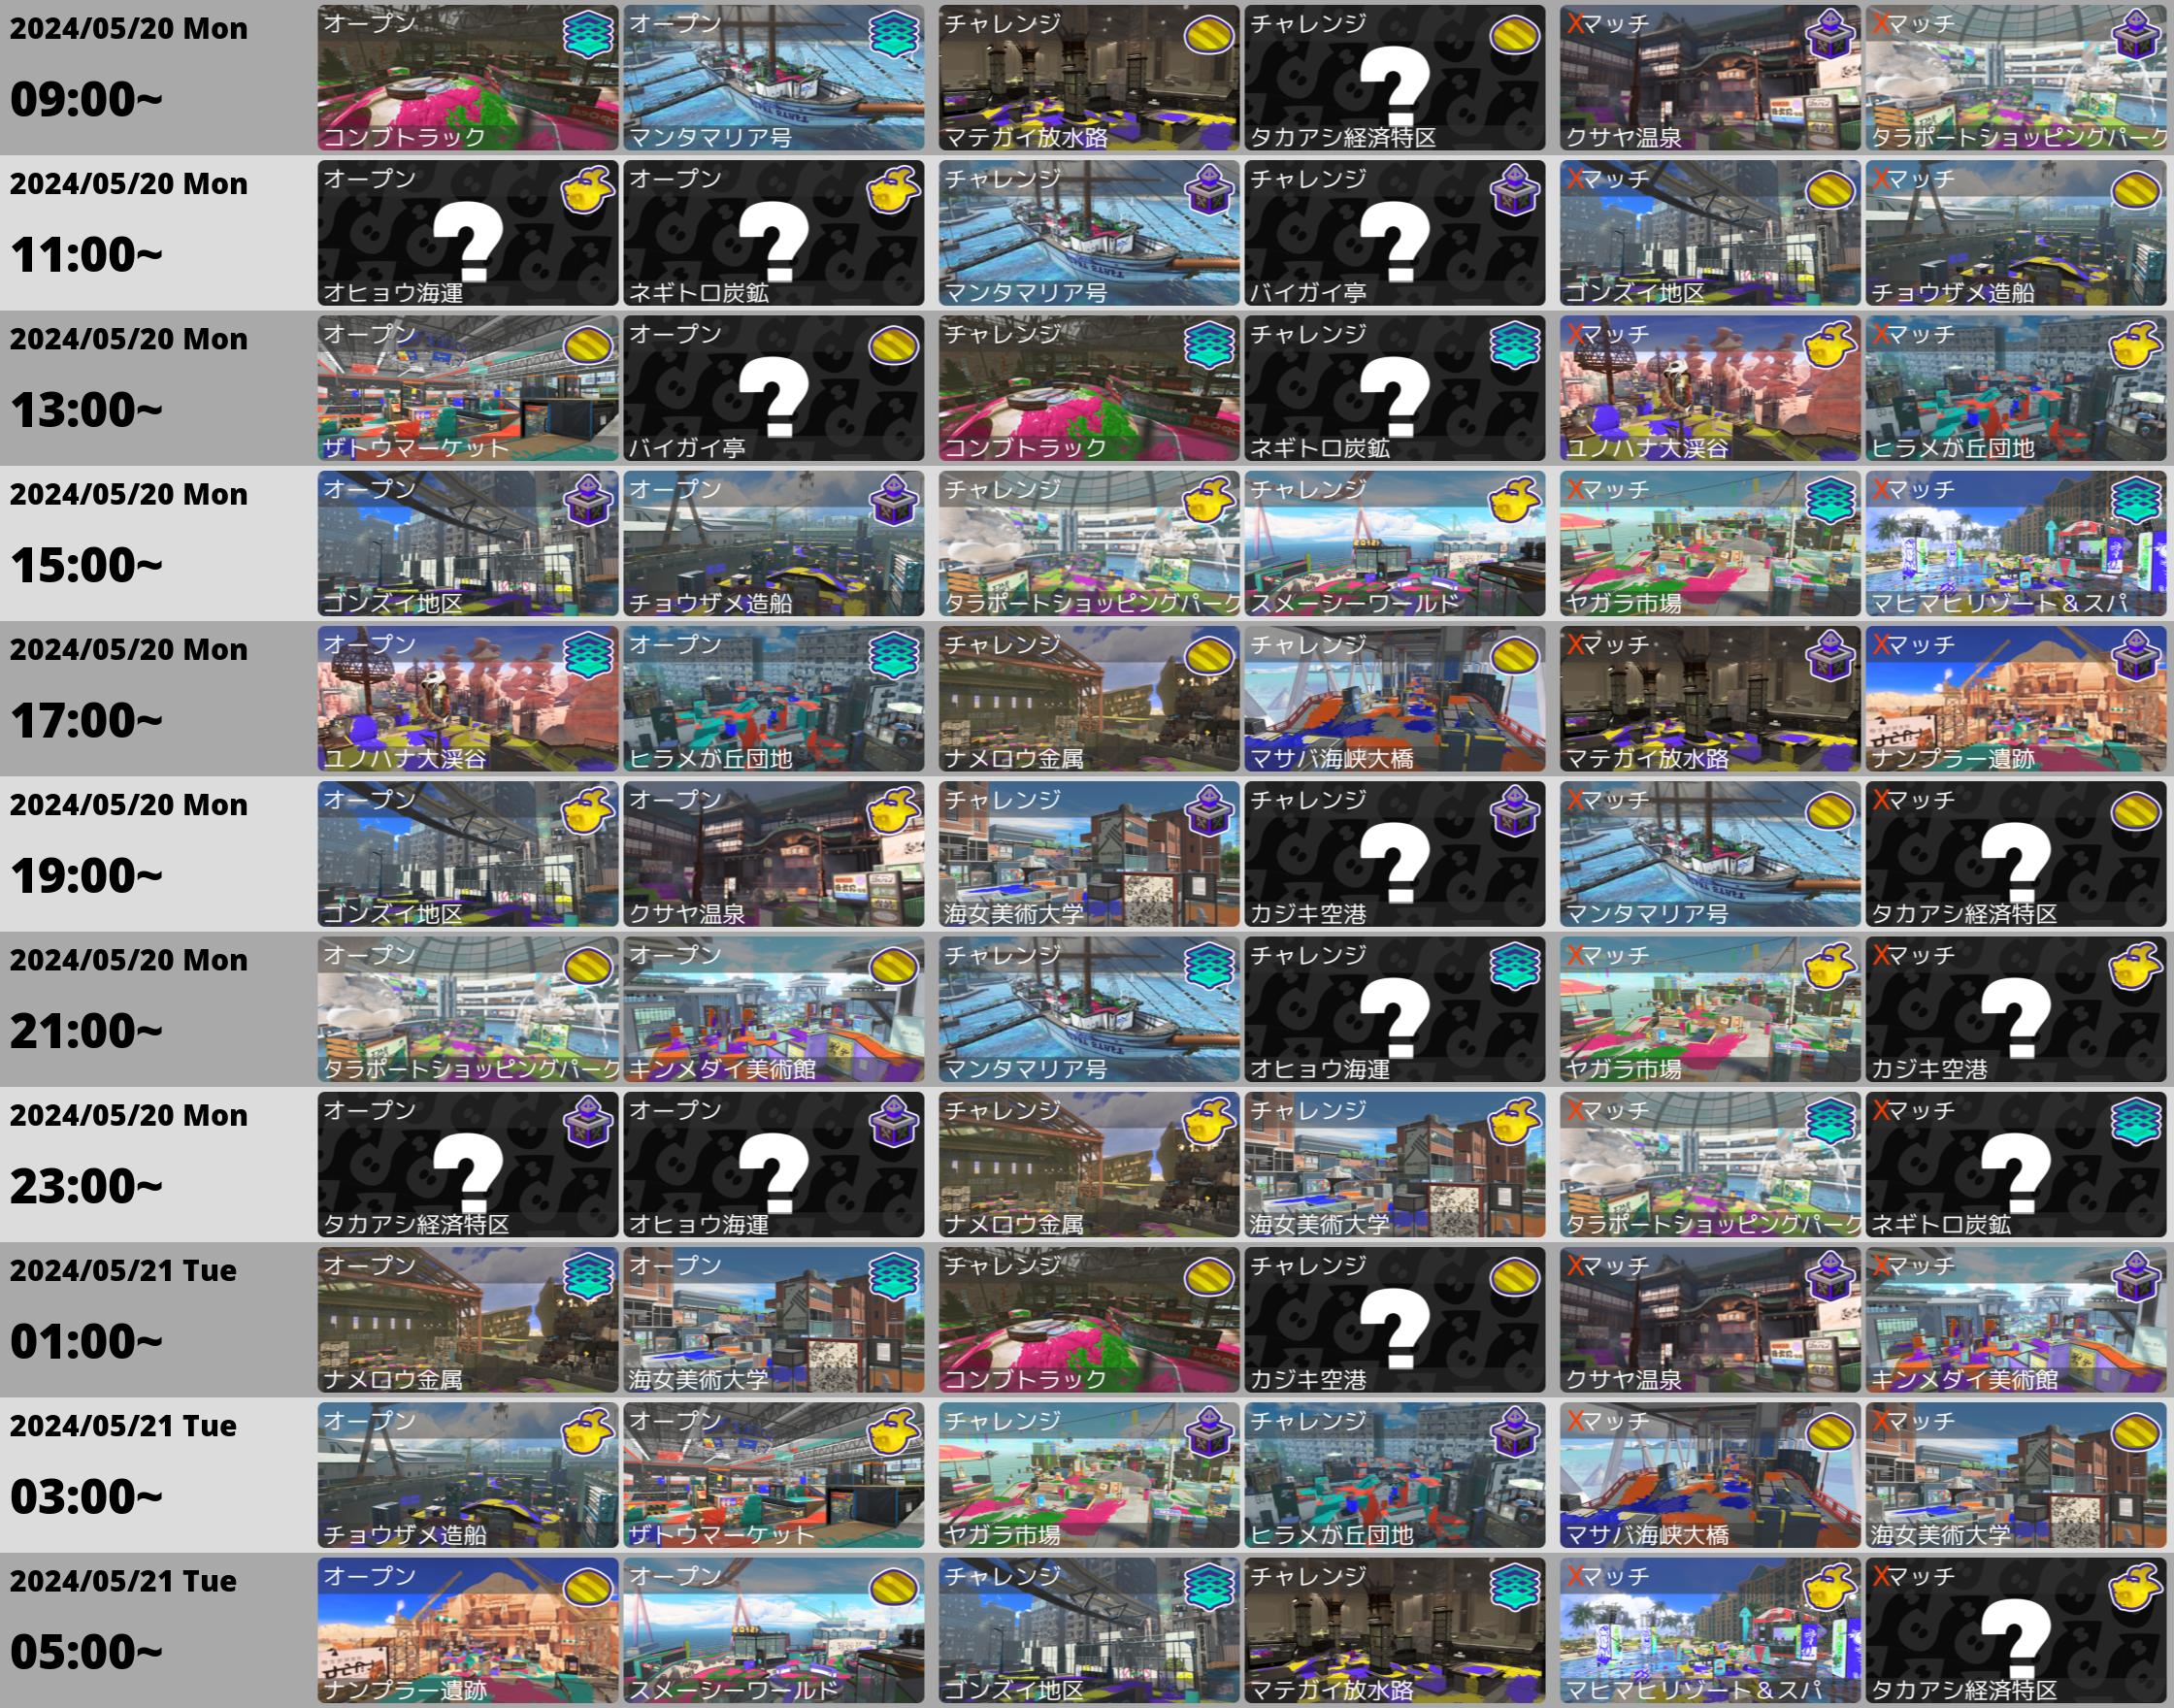 2024/05/20 Mon
09:00~
オープン
コンブトラック
オープン
マンタマリア号
チャレンジ
マテガイ放水路
チャレンジ
タカアシ経済特区
Xマッチ
クサヤ温泉
Xマッチ
タラポートショッピングパーク
2024/05/20 Mon
11:00~
オープン
オヒョウ海運
オープン
ネギトロ炭鉱
チャレンジ
マンタマリア号
チャレンジ
バイガイ亭
Xマッチ
ゴンズイ地区
Xマッチ
チョウザメ造船
2024/05/20 Mon
13:00~
オープン
ザトウマーケット
オープン
バイガイ亭
チャレンジ
コンブトラック
チャレンジ
ネギトロ炭鉱
Xマッチ
ユノハナ大渓谷
Xマッチ
ヒラメが丘団地
2024/05/20 Mon
15:00~
オープン
ゴンズイ地区
オープン
チョウザメ造船
チャレンジ
タラポートショッピングパーク
チャレンジ
スメーシーワールド
Xマッチ
ヤガラ市場
Xマッチ
マヒマヒリゾート＆スパ
2024/05/20 Mon
17:00~
オープン
ユノハナ大渓谷
オープン
ヒラメが丘団地
チャレンジ
ナメロウ金属
チャレンジ
マサバ海峡大橋
Xマッチ
マテガイ放水路
Xマッチ
ナンプラー遺跡
2024/05/20 Mon
19:00~
オープン
ゴンズイ地区
オープン
クサヤ温泉
チャレンジ
海女美術大学
チャレンジ
カジキ空港
Xマッチ
マンタマリア号
Xマッチ
タカアシ経済特区
2024/05/20 Mon
21:00~
オープン
タラポートショッピングパーク
オープン
キンメダイ美術館
チャレンジ
マンタマリア号
チャレンジ
オヒョウ海運
Xマッチ
ヤガラ市場
Xマッチ
カジキ空港
2024/05/20 Mon
23:00~
オープン
タカアシ経済特区
オープン
オヒョウ海運
チャレンジ
ナメロウ金属
チャレンジ
海女美術大学
Xマッチ
タラポートショッピングパーク
Xマッチ
ネギトロ炭鉱
2024/05/21 Tue
01:00~
オープン
ナメロウ金属
オープン
海女美術大学
チャレンジ
コンブトラック
チャレンジ
カジキ空港
Xマッチ
クサヤ温泉
Xマッチ
キンメダイ美術館
2024/05/21 Tue
03:00~
オープン
チョウザメ造船
オープン
ザトウマーケット
チャレンジ
ヤガラ市場
チャレンジ
ヒラメが丘団地
Xマッチ
マサバ海峡大橋
Xマッチ
海女美術大学
2024/05/21 Tue
05:00~
オープン
ナンプラー遺跡
オープン
スメーシーワールド
チャレンジ
ゴンズイ地区
チャレンジ
マテガイ放水路
Xマッチ
マヒマヒリゾート＆スパ
Xマッチ
タカアシ経済特区